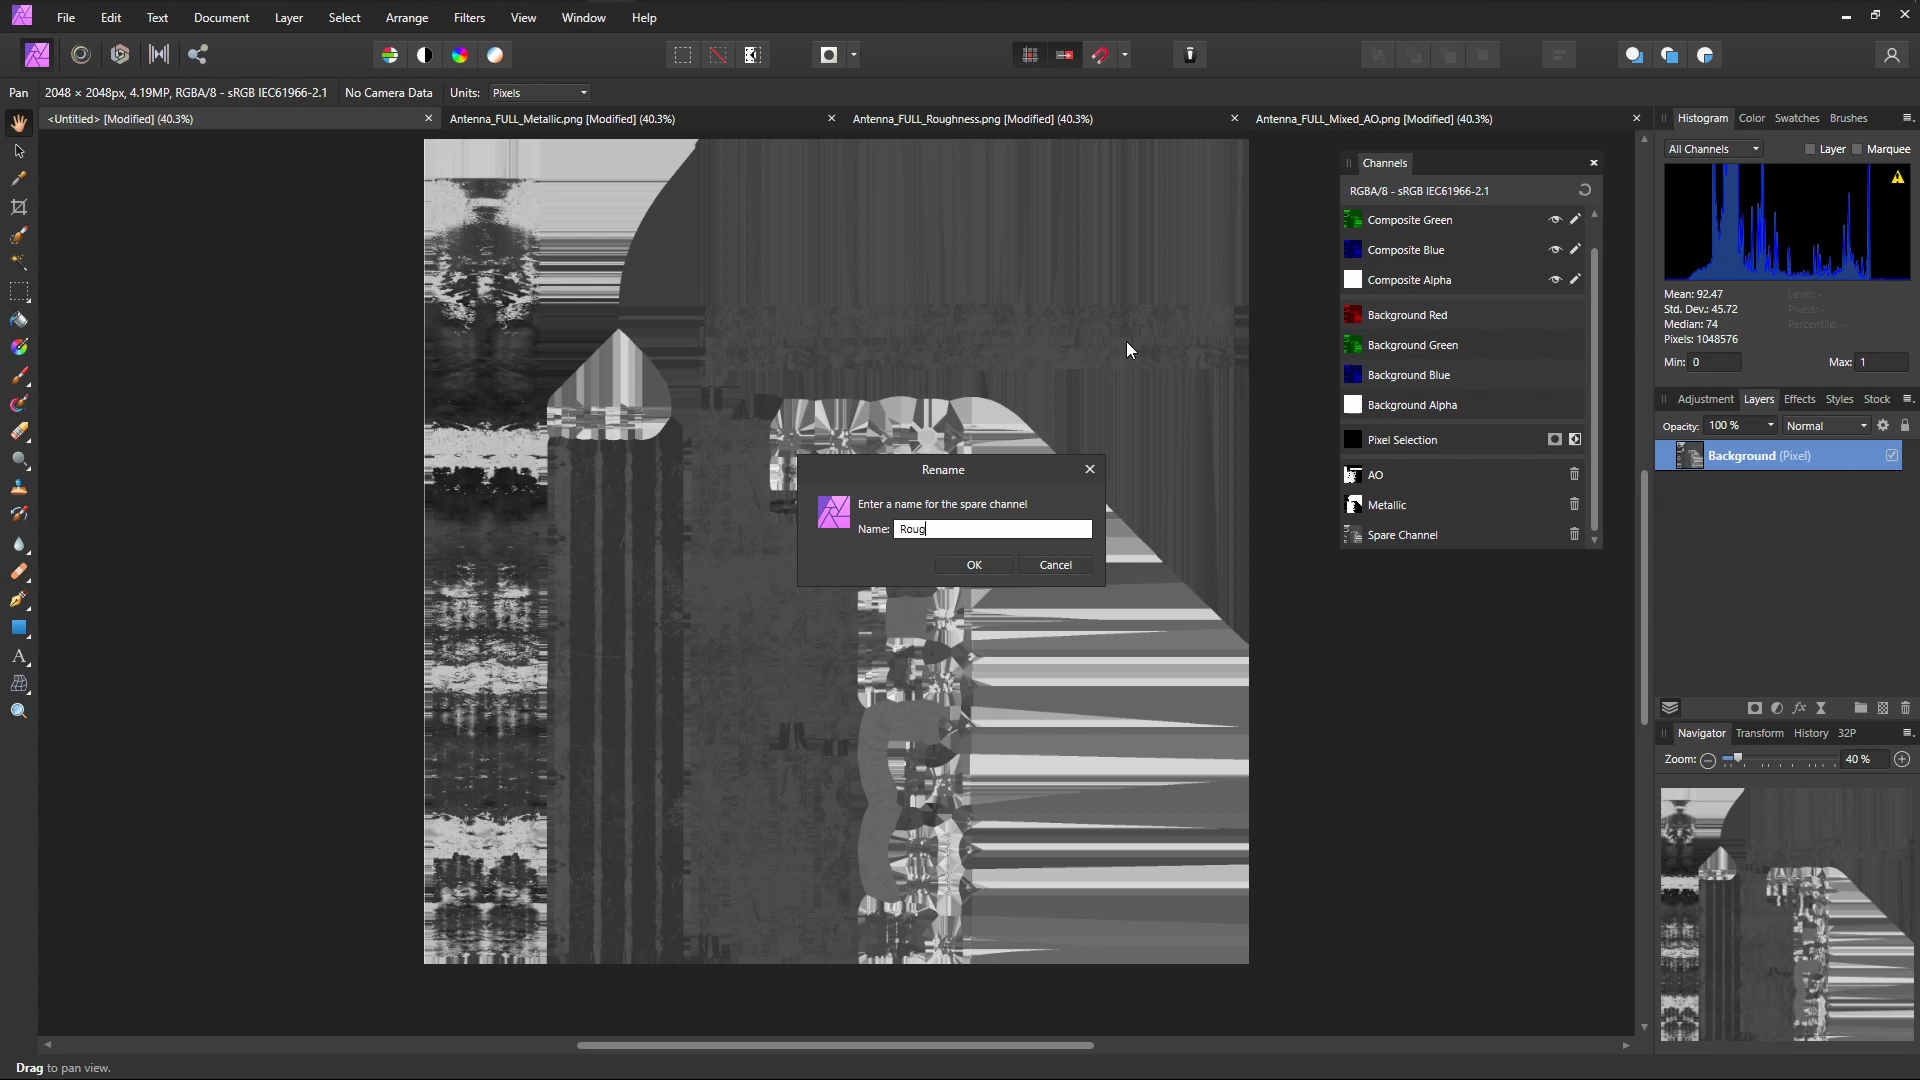 File Edit Text Document Layer Select Arrange Filters View Window Help
Pan 2048 × 2048px, 4.19MP, RGBA/8 - sRGB IEC61966-2.1 No Camera Data Units: Pixels
<Untitled> [Modified] (40.3%) Antenna_FULL_Metallic.png [Modified] (40.3%) Antenna_FULL_Roughness.png [Modified] (40.3%) Antenna_FULL_Mixed_AO.png [Modified] (40.3%)
Histogram Color Swatches Brushes
All Channels Layer Marquee
Mean: 92.47 Level: -
Std. Dev.: 45.72 Pixels: -
Median: 74 Percentile: -
Pixels: 1048576
Min: 0 Max: 1
Channels
RGBA/8 - sRGB IEC61966-2.1
Composite Green
Composite Blue
Composite Alpha
Background Red
Background Green
Background Blue
Background Alpha
Pixel Selection
AO
Metallic
Spare Channel
Rename
Enter a name for the spare channel
Name: Roug
OK Cancel
Adjustment Layers Effects Styles Stock
Opacity: 100 % Normal
Background (Pixel)
fx
Navigator Transform History 32P
Zoom: 40 %
A
Drag to pan view.